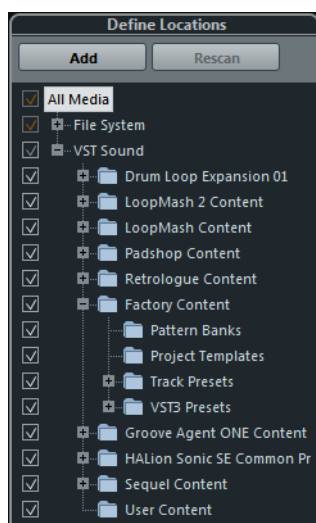 Define Locations
Add Rescan
All Media
File System
VST Sound
Drum Loop Expansion 01
LoopMash 2 Content
LoopMash Content
Padshop Content
Retrologue Content
Factory Content
Pattern Banks
Project Templates
Track Presets
VST3 Presets
Groove Agent ONE Content
HALion Sonic SE Common Pr
Sequel Content
User Content